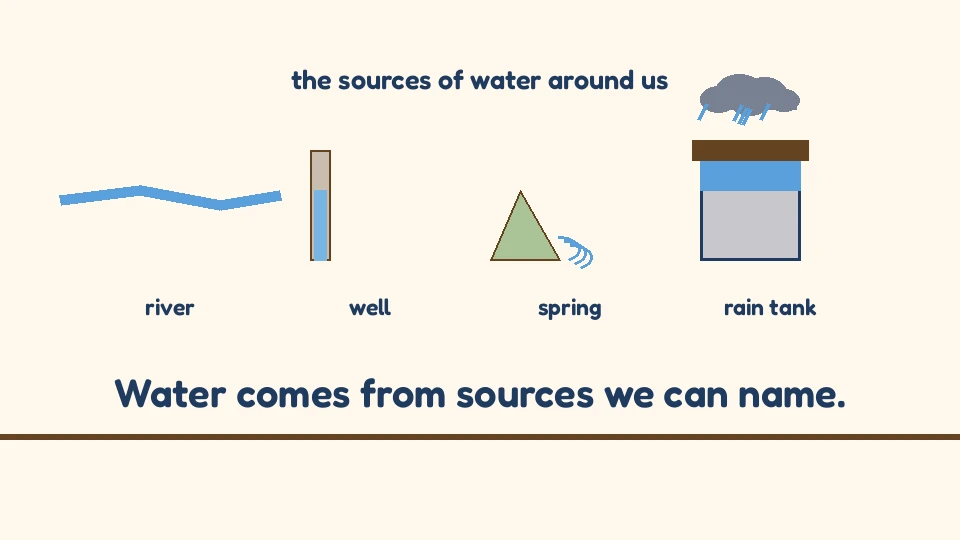 the sources of water around us
river
well
spring
rain tank
Water comes from sources we can name.